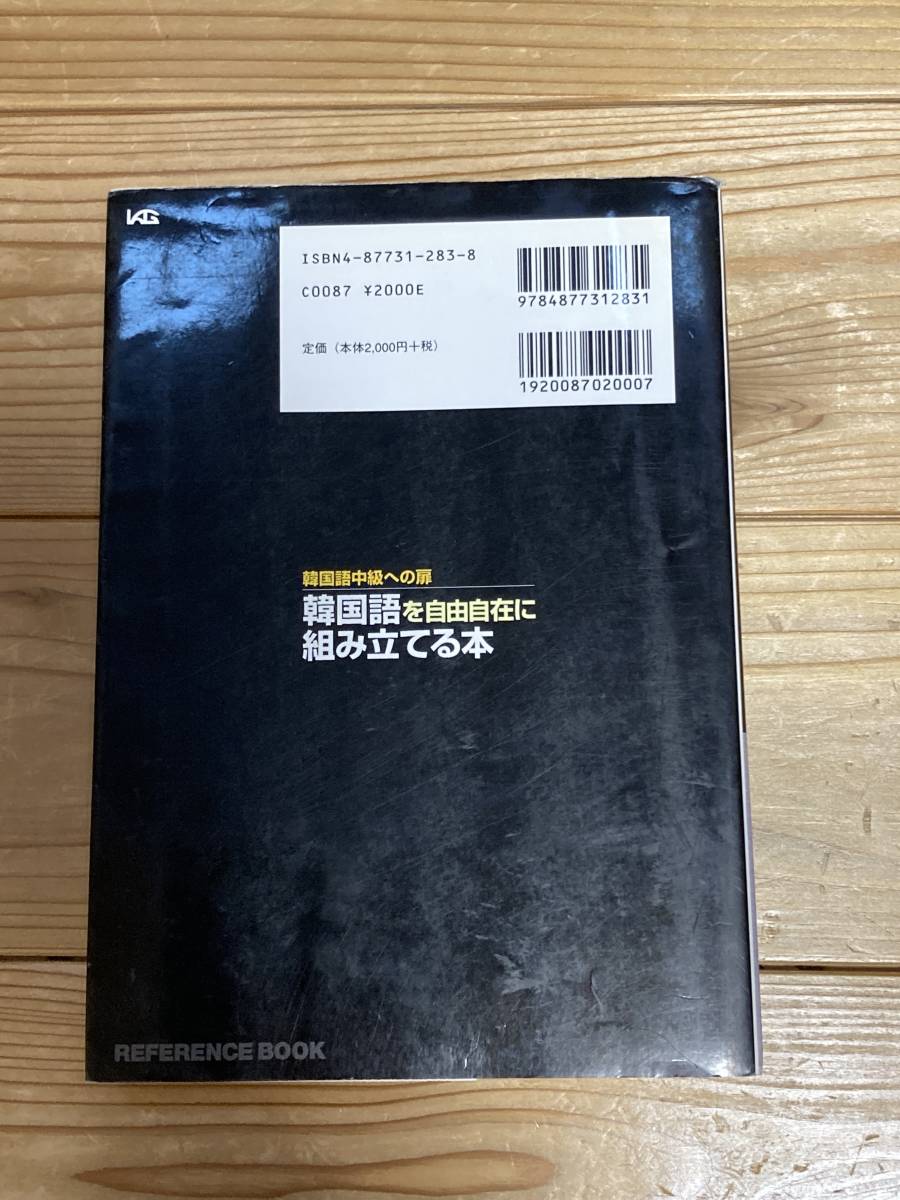 KG
ISBN4-87731-283-8
C0087 ¥2000E
定価（本体2,000円+税）
9784877312831
1920087020007
韓国語中級への扉
韓国語を自由自在に
組み立てる本
REFERENCE BOOK